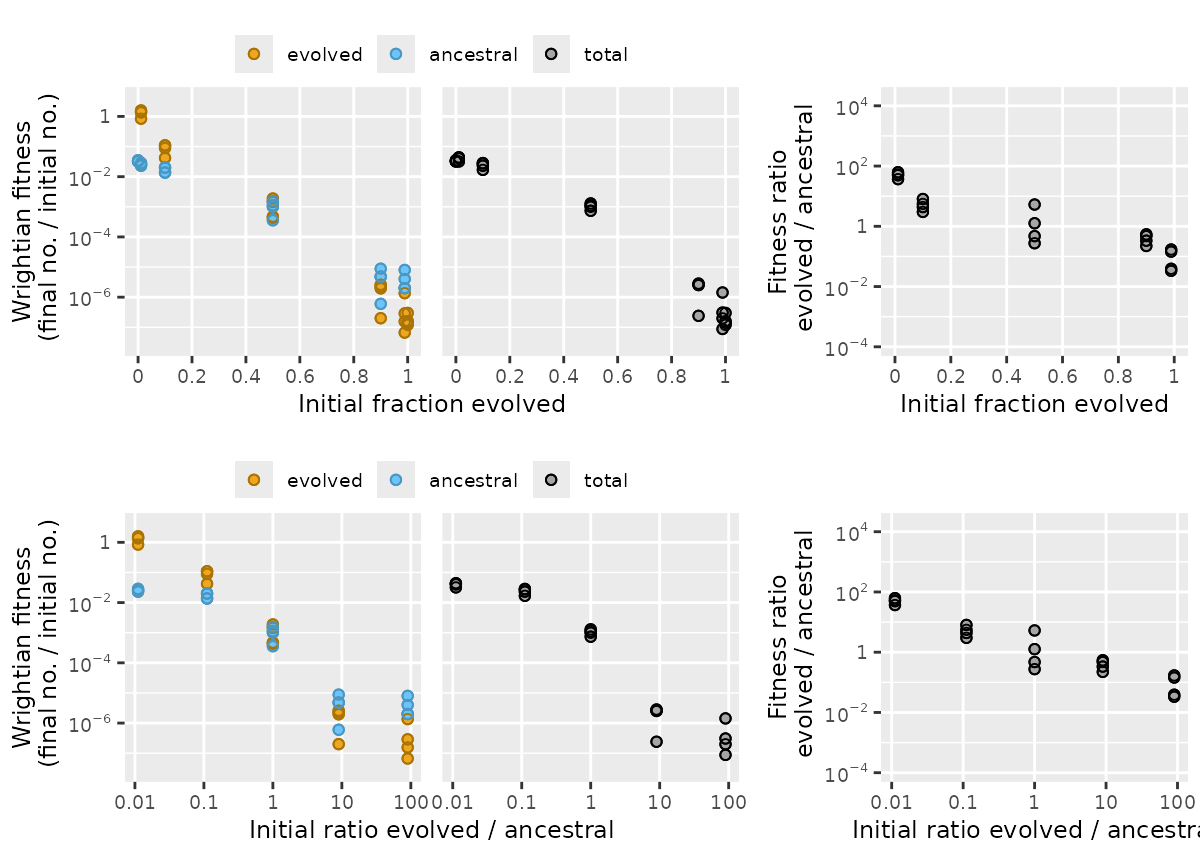 evolved ancestral total
Wrightian fitness
(final no. / initial no.)
1
10^-2
10^-4
10^-6
0 0.2 0.4 0.6 0.8 1
0 0.2 0.4 0.6 0.8 1
Initial fraction evolved
Fitness ratio
evolved / ancestral
10^4
10^2
1
10^-2
10^-4
0 0.2 0.4 0.6 0.8 1
Initial fraction evolved
evolved ancestral total
Wrightian fitness
(final no. / initial no.)
1
10^-2
10^-4
10^-6
0.01 0.1 1 10 100
0.01 0.1 1 10 100
Initial ratio evolved / ancestral
Fitness ratio
evolved / ancestral
10^4
10^2
1
10^-2
10^-4
0.01 0.1 1 10 100
Initial ratio evolved / ancestra